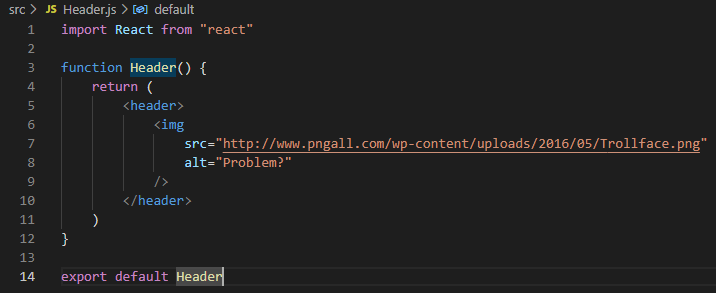 src > JS Header.js > default
1 import React from "react"
2
3 function Header() {
4     return (
5         <header>
6             <img
7                 src="http://www.pngall.com/wp-content/uploads/2016/05/Trollface.png"
8                 alt="Problem?"
9             />
10         </header>
11     )
12 }
13
14 export default Header